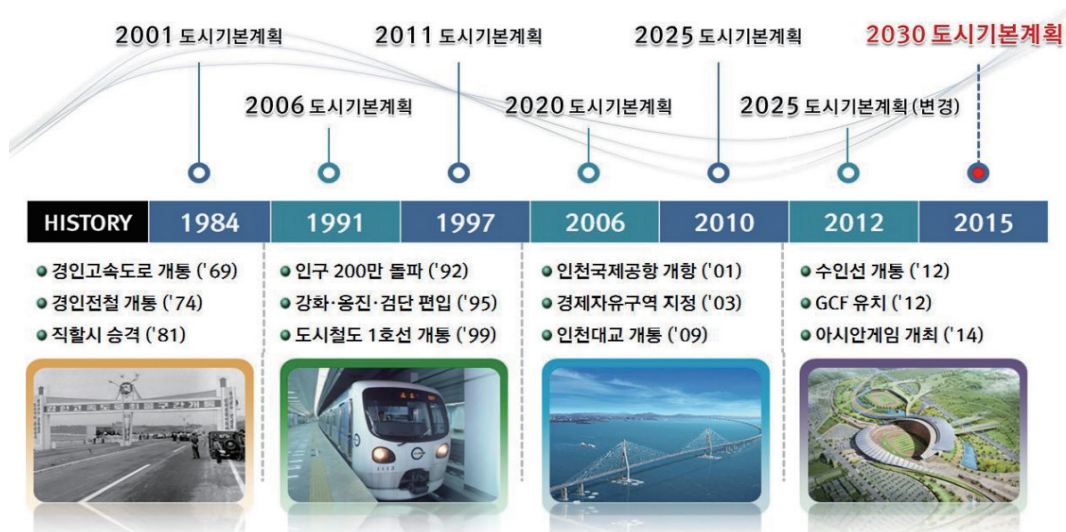 2001 도시기본계획
2011 도시기본계획
2025 도시기본계획
2030 도시기본계획
2006 도시기본계획
2020 도시기본계획
2025 도시기본계획(변경)
HISTORY
1984
1991
1997
2006
2010
2012
2015
경인고속도로 개통 ('69)
경인전철 개통 ('74)
직할시 승격 ('81)
인구 200만 돌파 ('92)
강화·옹진·검단 편입 ('95)
도시철도 1호선 개통 ('99)
인천국제공항 개항 ('01)
경제자유구역 지정 ('03)
인천대교 개통 ('09)
수인선 개통 ('12)
GCF 유치 ('12)
아시안게임 개최 ('14)